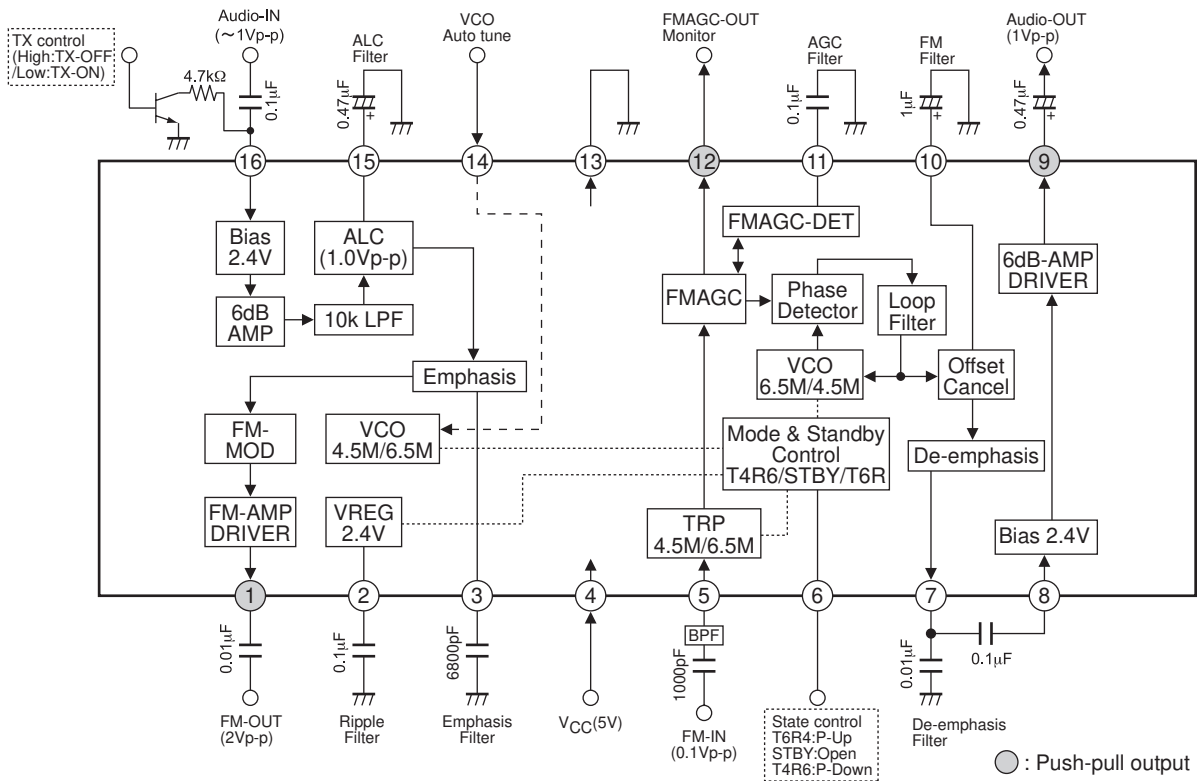 TX control
(High:TX-OFF
/Low:TX-ON)
4.7kΩ
Audio-IN
(~1Vp-p)
0.1µF
ALC
Filter
0.47µF
+
VCO
Auto tune
FMAGC-OUT
Monitor
AGC
Filter
0.1µF
FM
Filter
1µF
+
Audio-OUT
(1Vp-p)
0.47µF
+
16
15
14
13
12
11
10
9
Bias
2.4V
ALC
(1.0Vp-p)
FMAGC-DET
6dB-AMP
DRIVER
6dB
AMP
10k LPF
FMAGC
Phase
Detector
Loop
Filter
Emphasis
VCO
6.5M/4.5M
Offset
Cancel
FM-
MOD
VCO
4.5M/6.5M
Mode & Standby
Control
T4R6/STBY/T6R
De-emphasis
FM-AMP
DRIVER
VREG
2.4V
TRP
4.5M/6.5M
Bias 2.4V
1
2
3
4
5
6
7
8
0.01µF
0.1µF
6800pF
BPF
1000pF
0.01µF
0.1µF
FM-OUT
(2Vp-p)
Ripple
Filter
Emphasis
Filter
VCC(5V)
FM-IN
(0.1Vp-p)
State control
T6R4:P-Up
STBY:Open
T4R6:P-Down
De-emphasis
Filter
: Push-pull output